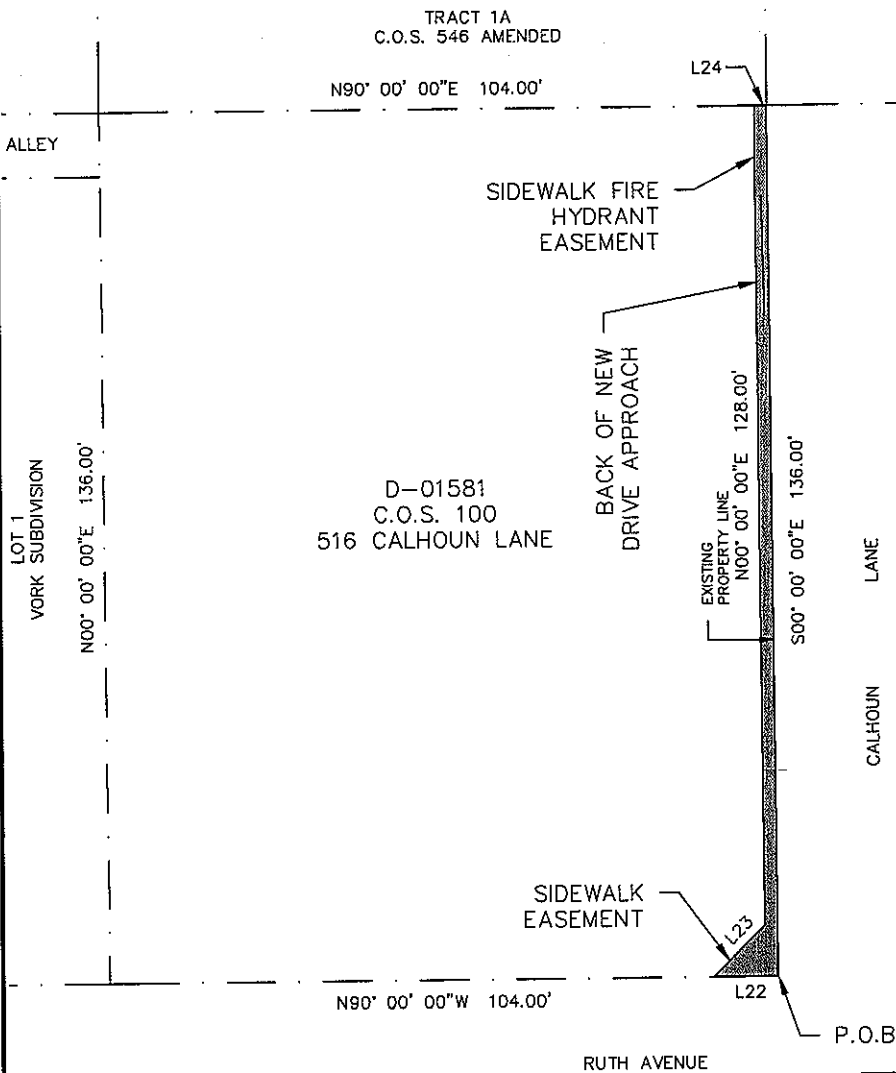 TRACT 1A
C.O.S. 546 AMENDED
L24
N90° 00' 00"E 104.00'
ALLEY
SIDEWALK FIRE
HYDRANT
EASEMENT
BACK OF NEW
DRIVE APPROACH
LOT 1
VORK SUBDIVISION
N00° 00' 00"E 136.00'
D-01581
C.O.S. 100
516 CALHOUN LANE
EXISTING
PROPERTY LINE
N00° 00' 00"E 128.00'
S00° 00' 00"E 136.00'
CALHOUN LANE
SIDEWALK
EASEMENT
L23
L22
N90° 00' 00"W 104.00'
P.O.B
RUTH AVENUE